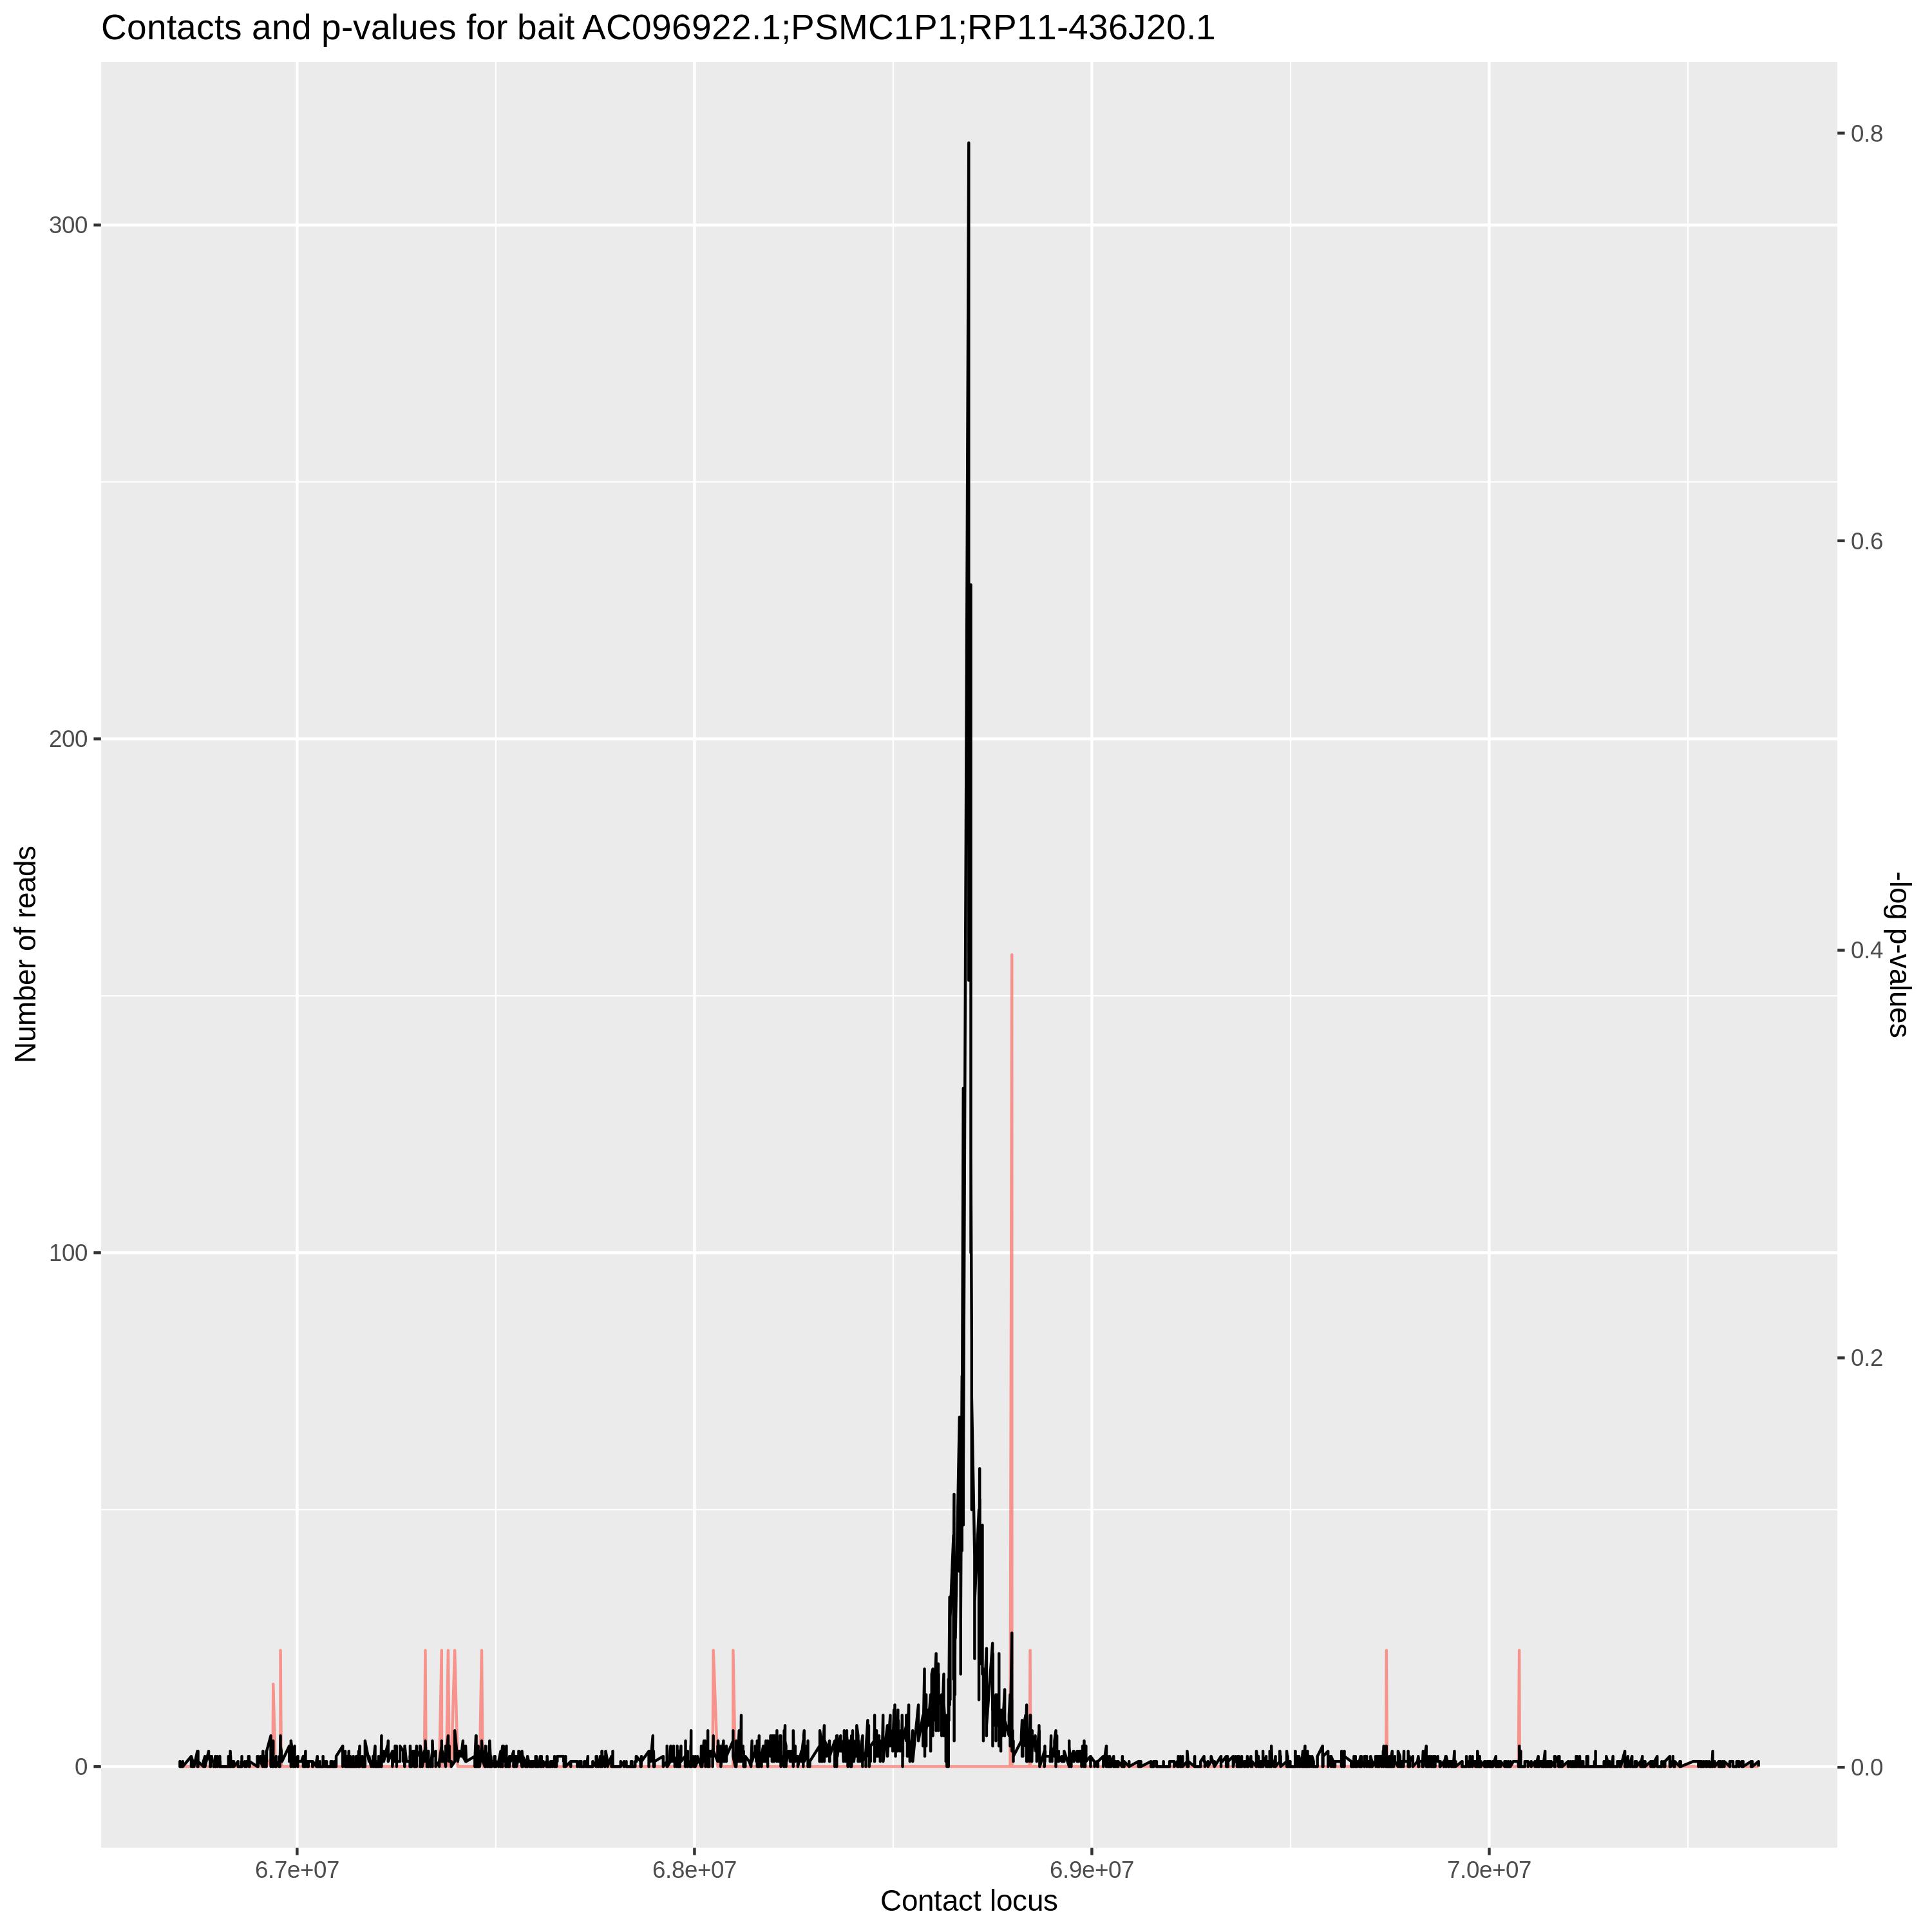 Contacts and p-values for bait AC096922.1;PSMC1P1;RP11-436J20.1
300
200
100
0
Number of reads
0.8
0.6
0.4
0.2
0.0
-log p-values
6.7e+07
6.8e+07
6.9e+07
7.0e+07
Contact locus